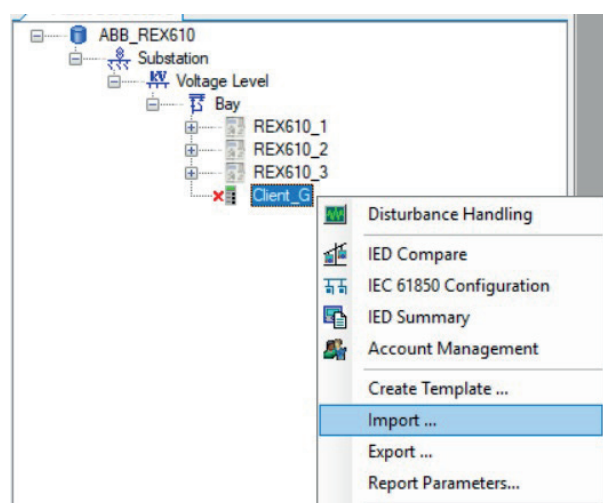 ABB_REX610
Substation
Voltage Level
Bay
REX610_1
REX610_2
REX610_3
Client_G
Disturbance Handling
IED Compare
IEC 61850 Configuration
IED Summary
Account Management
Create Template ...
Import ...
Export ...
Report Parameters...